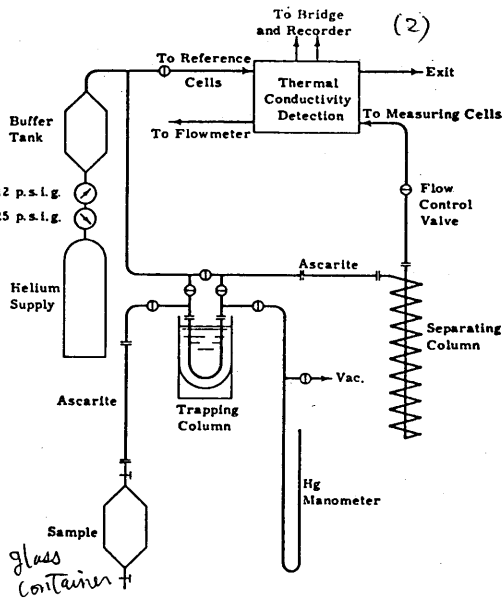 To Bridge
and Recorder
(2)
To Reference
Cells
Thermal
Conductivity
Detection
Exit
To Flowmeter
To Measuring Cells
Buffer
Tank
2 p.s.i.g.
5 p.s.i.g.
Flow
Control
Valve
Helium
Supply
Ascarite
Separating
Column
Ascarite
Trapping
Column
Vac.
Hg
Manometer
Sample
glass
container